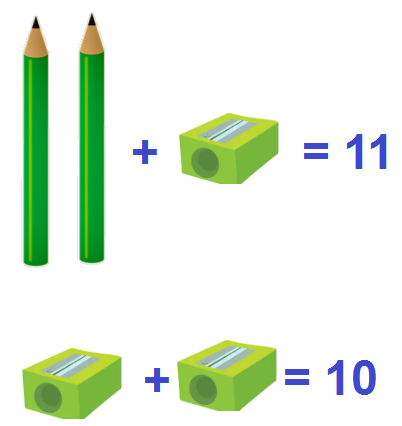 + = 11
+ = 10